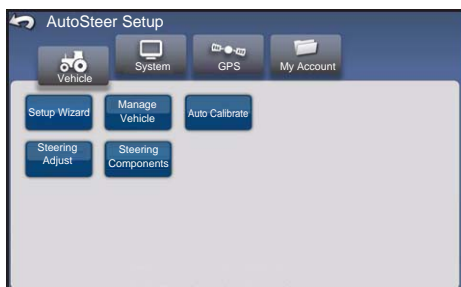 AutoSteer Setup
Vehicle
System
GPS
My Account
Setup Wizard
Manage
Vehicle
Auto Calibrate
Steering
Adjust
Steering
Components